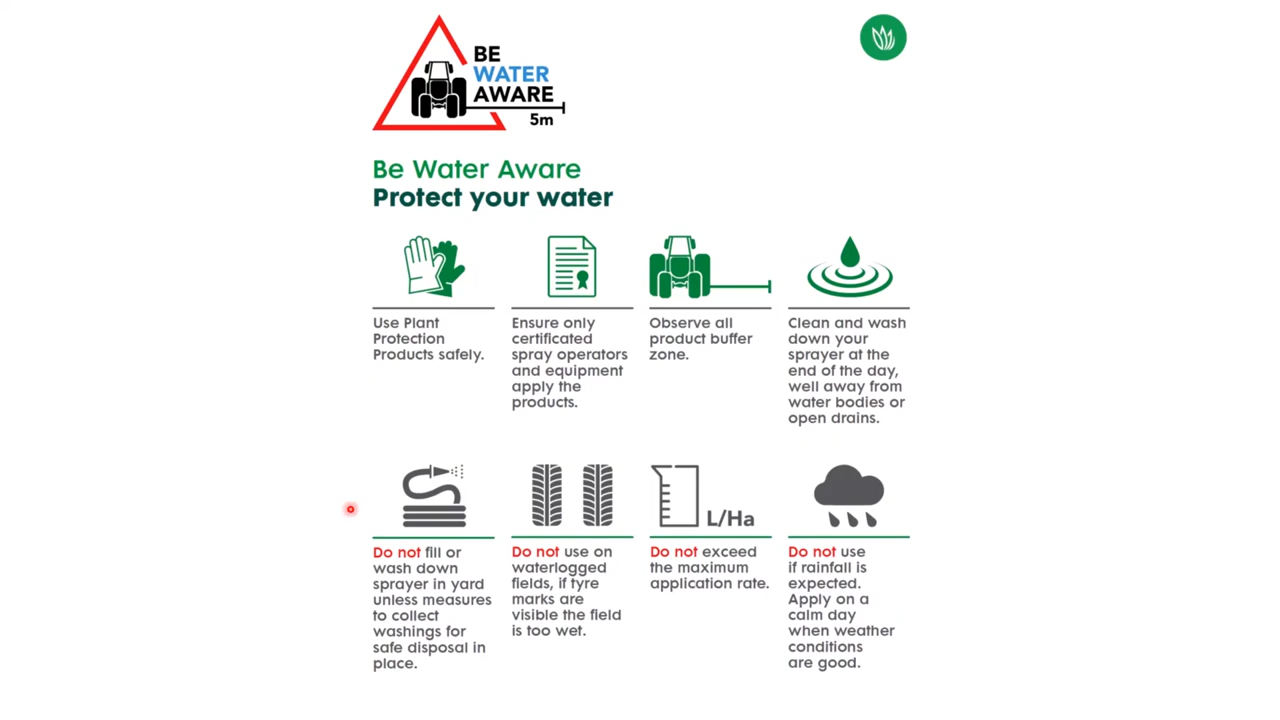 BE
WATER
AWARE
5m
Be Water Aware
Protect your water
Use Plant
Protection
Products safely.
Ensure only
certificated
spray operators
and equipment
apply the
products.
Observe all
product buffer
zone.
Clean and wash
down your
sprayer at the
end of the day,
well away from
water bodies or
open drains.
L/Ha
Do not fill or
wash down
sprayer in yard
unless measures
to collect
washings for
safe disposal in
place.
Do not use on
waterlogged
fields, if tyre
marks are
visible the field
is too wet.
Do not exceed
the maximum
application rate.
Do not use
if rainfall is
expected.
Apply on a
calm day
when weather
conditions
are good.